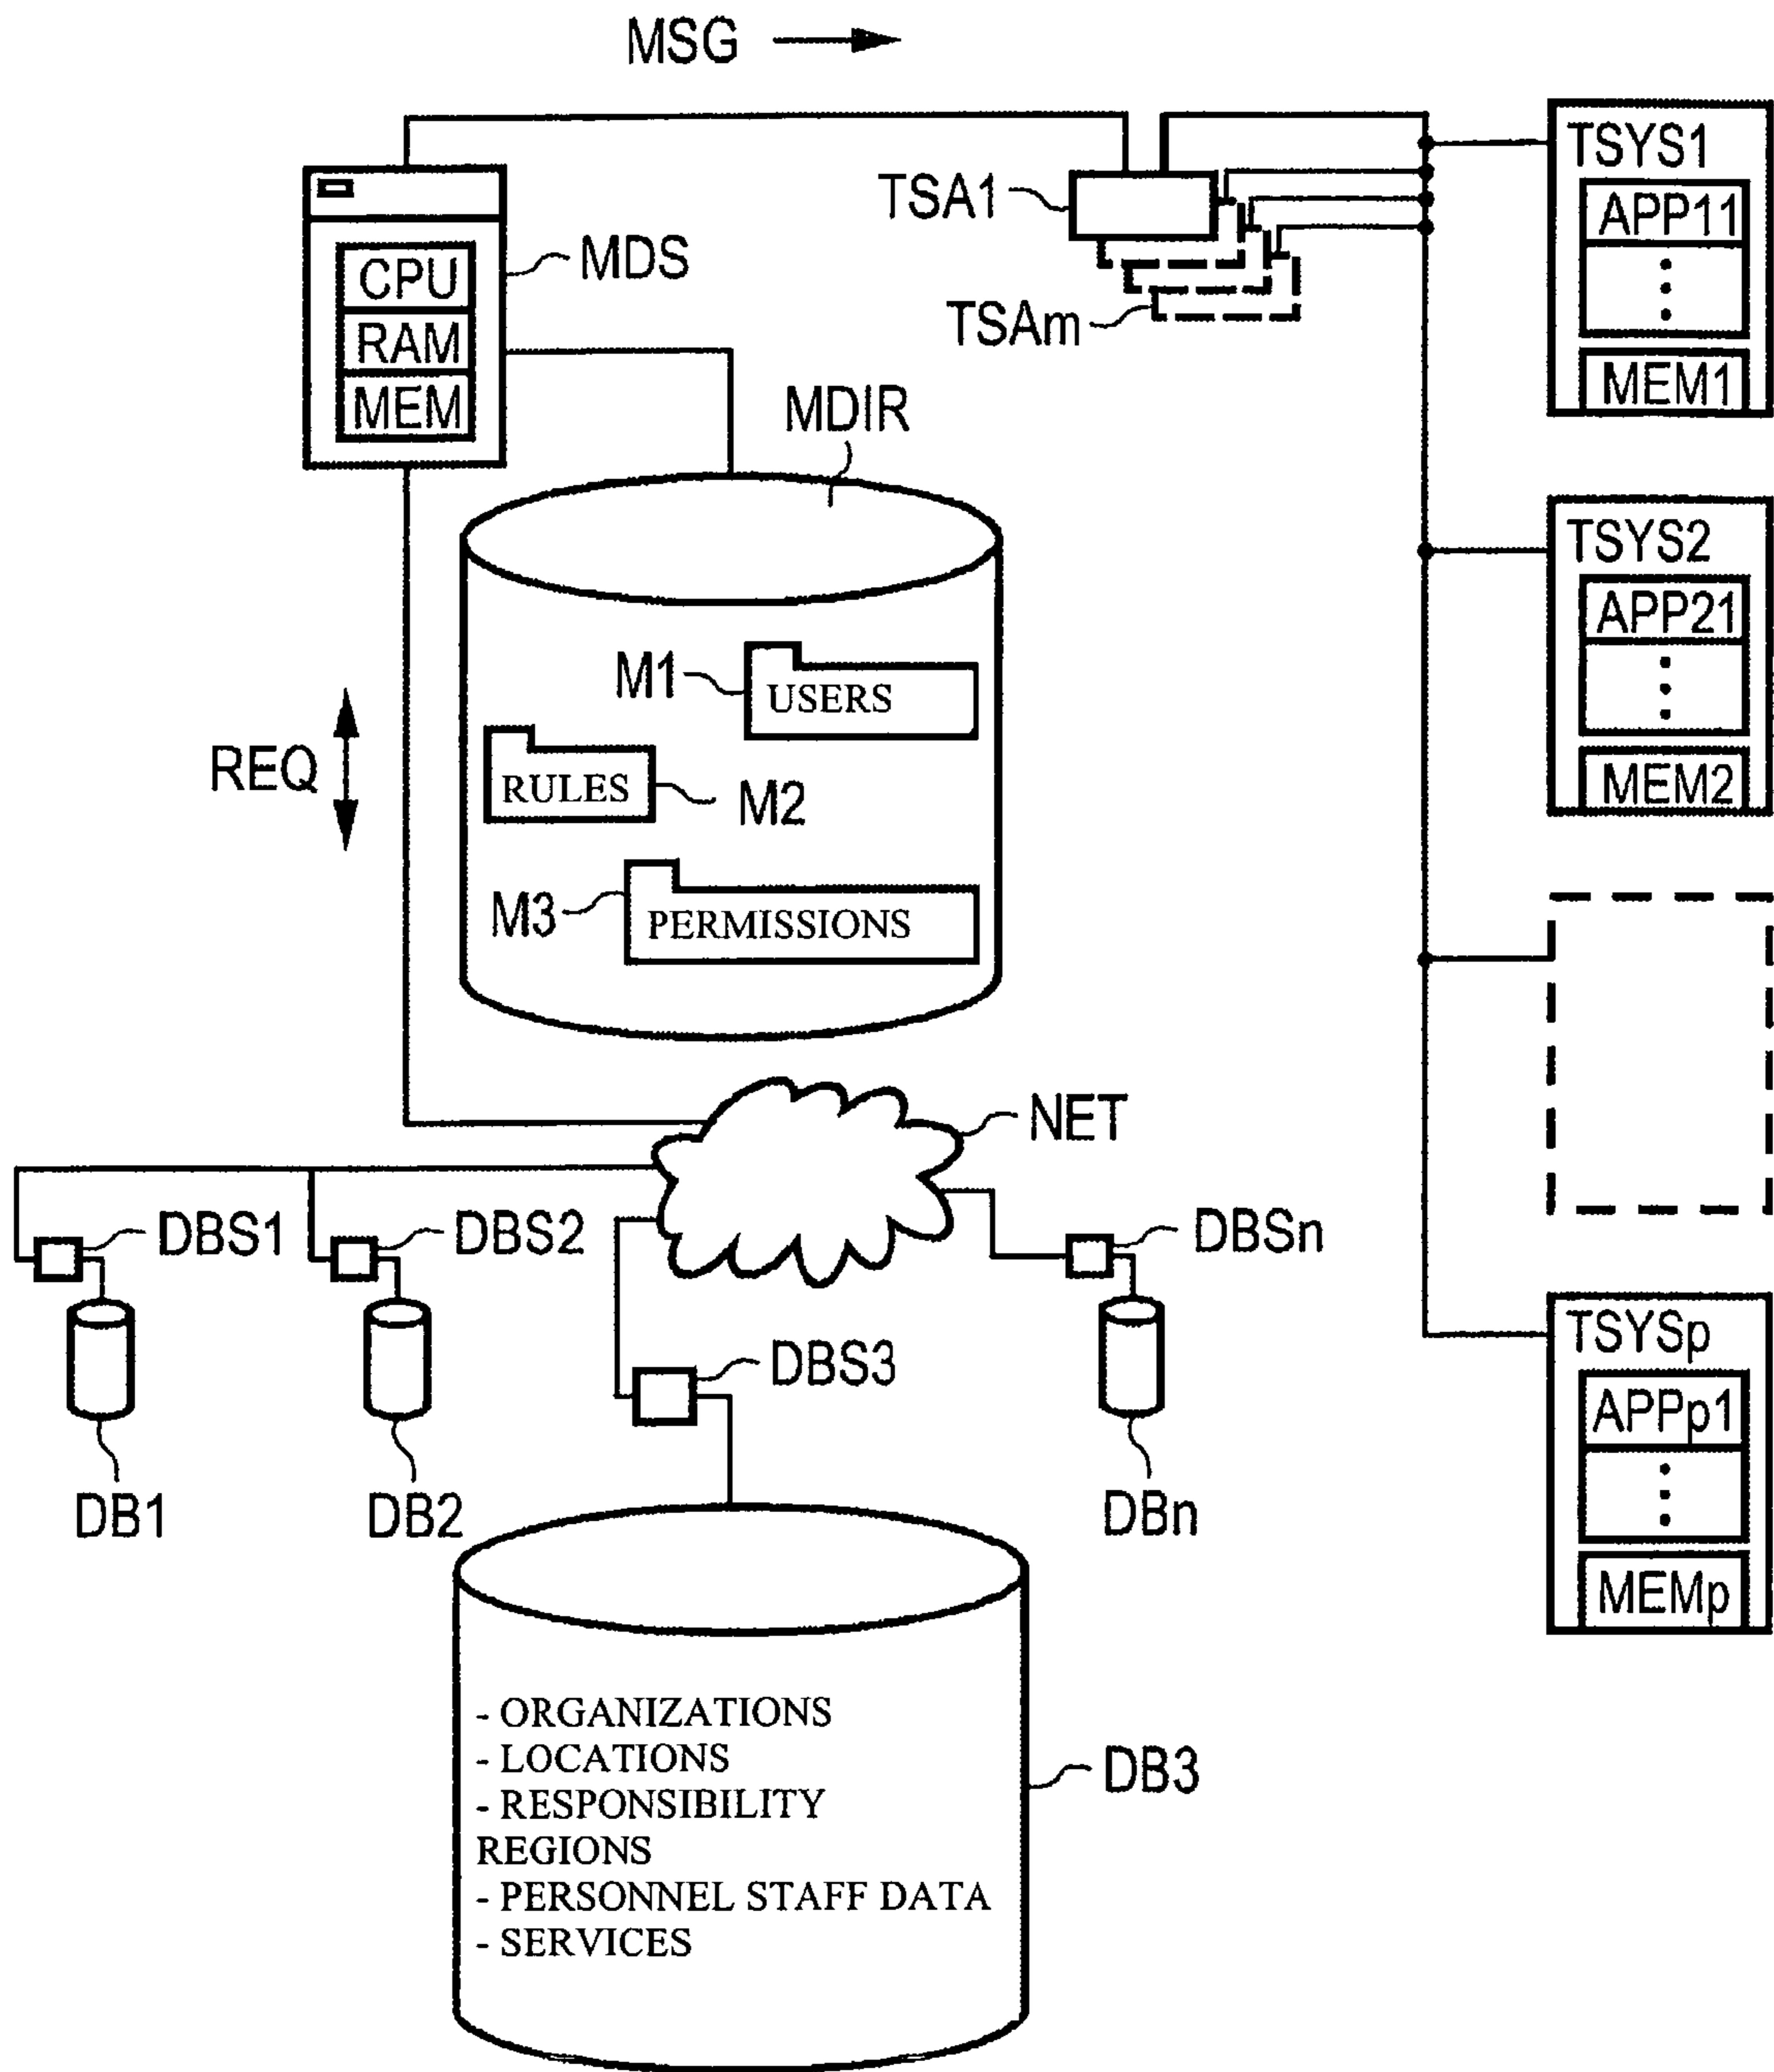 MSG
TSYS1
APP11
MEM1
TSA1
TSAm
CPU
RAM
MEM
MDS
MDIR
TSYS2
APP21
MEM2
M1
USERS
REQ
RULES
M2
M3
PERMISSIONS
NET
DBS1
DBS2
DBSn
TSYSp
APPp1
MEMp
DBS3
DB1
DB2
DBn
- ORGANIZATIONS
- LOCATIONS
- RESPONSIBILITY
REGIONS
- PERSONNEL STAFF DATA
- SERVICES
DB3